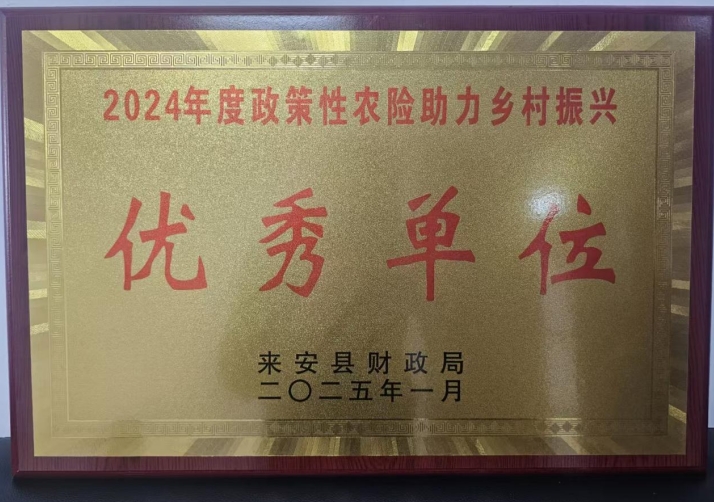 2024年度政策性农险助力乡村振兴
优秀单位
来安县财政局
二〇二五年一月